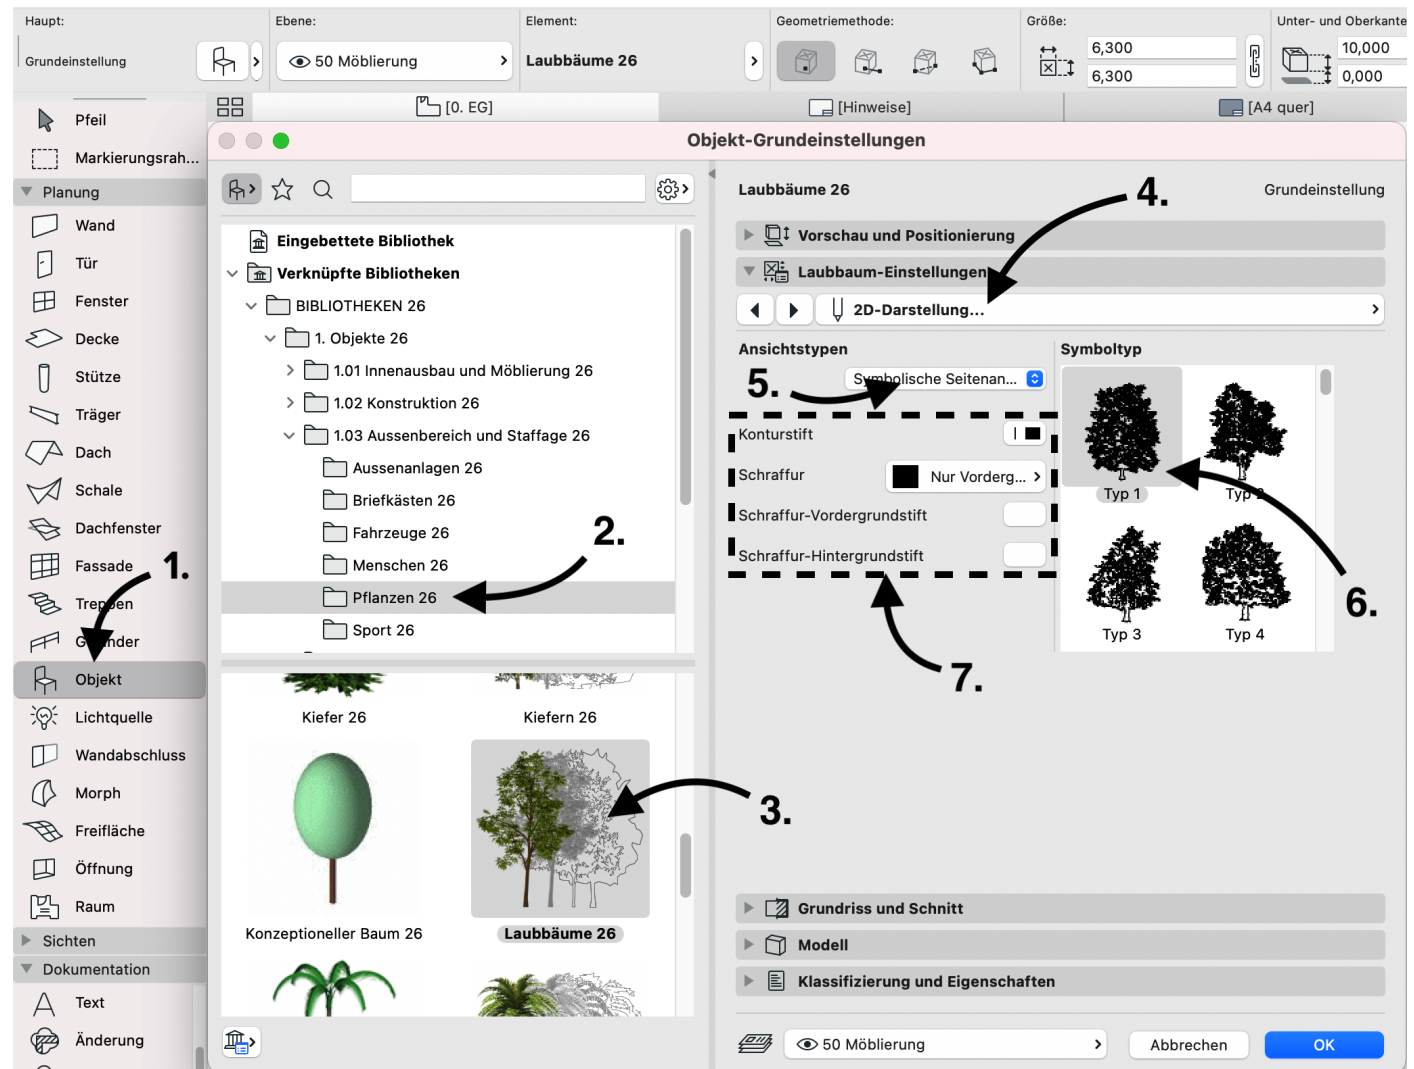 Haupt:
Ebene:
Element:
Geometriemethode:
Größe:
Unter- und Oberkante
Grundeinstellung
50 Möblierung
Laubbäume 26
6,300
6,300
10,000
0,000
[0. EG]
[Hinweise]
[A4 quer]
Pfeil
Markierungsrah...
Planung
Wand
Tür
Fenster
Decke
Stütze
Träger
Dach
Schale
Dachfenster
Fassade
Treppen
Objekt
Lichtquelle
Wandabschluss
Morph
Freifläche
Öffnung
Raum
Sichten
Dokumentation
Text
Änderung
1.
Objekt-Grundeinstellungen
Eingebettete Bibliothek
Verknüpfte Bibliotheken
BIBLIOTHEKEN 26
1. Objekte 26
1.01 Innenausbau und Möblierung 26
1.02 Konstruktion 26
1.03 Aussenbereich und Staffage 26
Aussenanlagen 26
Briefkästen 26
Fahrzeuge 26
Menschen 26
Pflanzen 26
Sport 26
2.
Kiefer 26
Kiefern 26
Konzeptioneller Baum 26
Laubbäume 26
3.
Laubbäume 26
Grundeinstellung
4.
Vorschau und Positionierung
Laubbaum-Einstellungen
2D-Darstellung...
Ansichtstypen
Symboltyp
5.
Symbolische Seitenan...
Konturstift
Schraffur
Nur Vorderg...
Schraffur-Vordergrundstift
Schraffur-Hintergrundstift
Typ 1
Typ 2
Typ 3
Typ 4
6.
7.
Grundriss und Schnitt
Modell
Klassifizierung und Eigenschaften
50 Möblierung
Abbrechen
OK